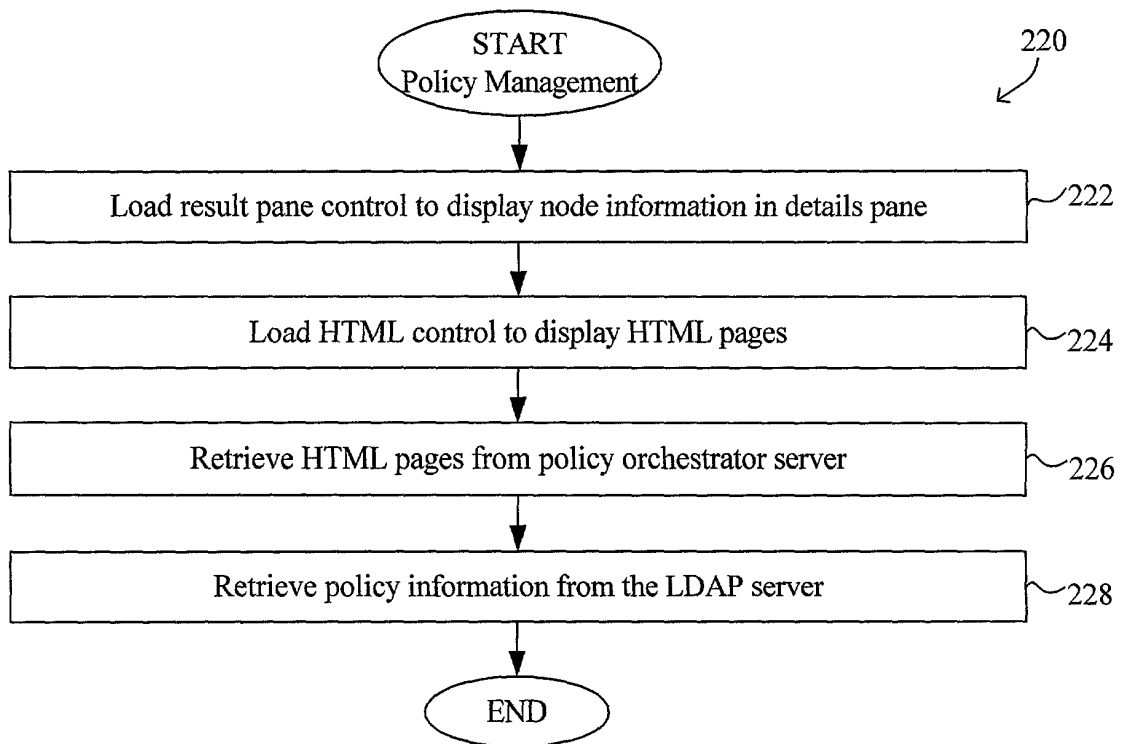 START
220
Policy Management
Load result pane control to display node information in details pane
222
Load HTML control to display HTML pages
224
Retrieve HTML pages from policy orchestrator server
226
Retrieve policy information from the LDAP server
228
END